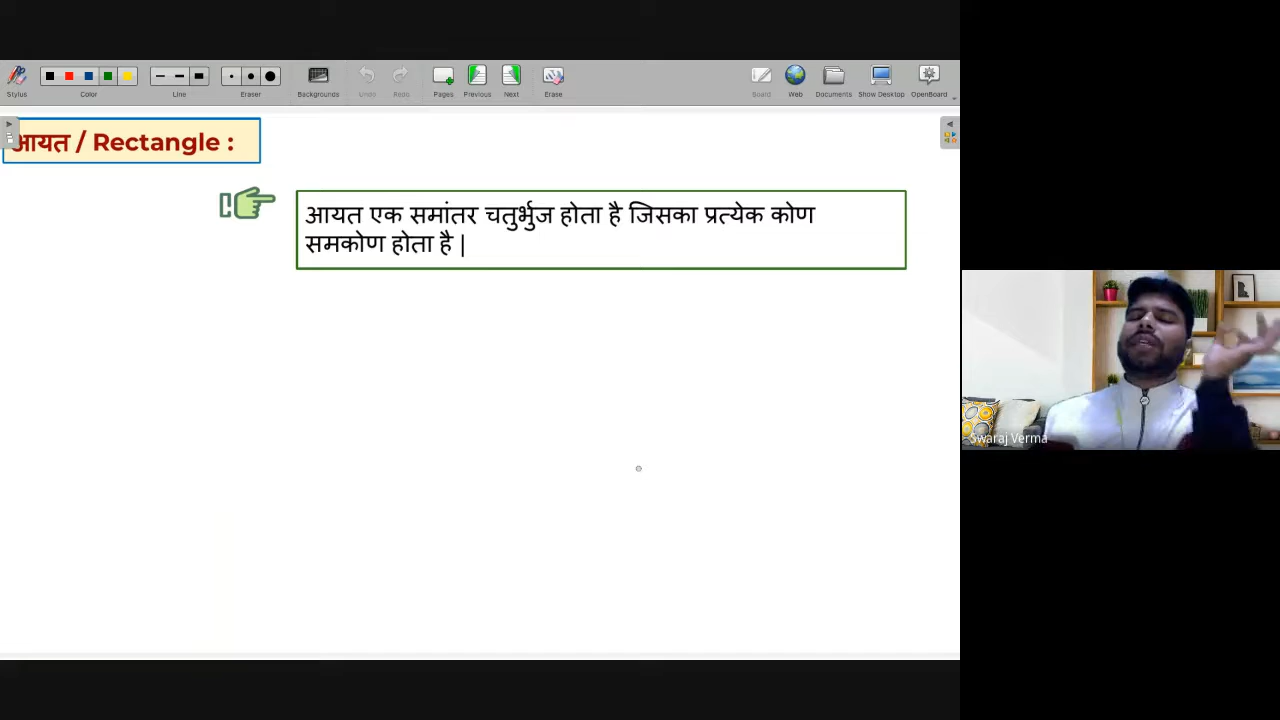 Stylus Color Line Eraser Backgrounds Undo Redo Pages Previous Next Erase Board Web Documents Show Desktop OpenBoard
आयत / Rectangle :
आयत एक समांतर चतुर्भुज होता है जिसका प्रत्येक कोण
समकोण होता है |
Swaraj Verma